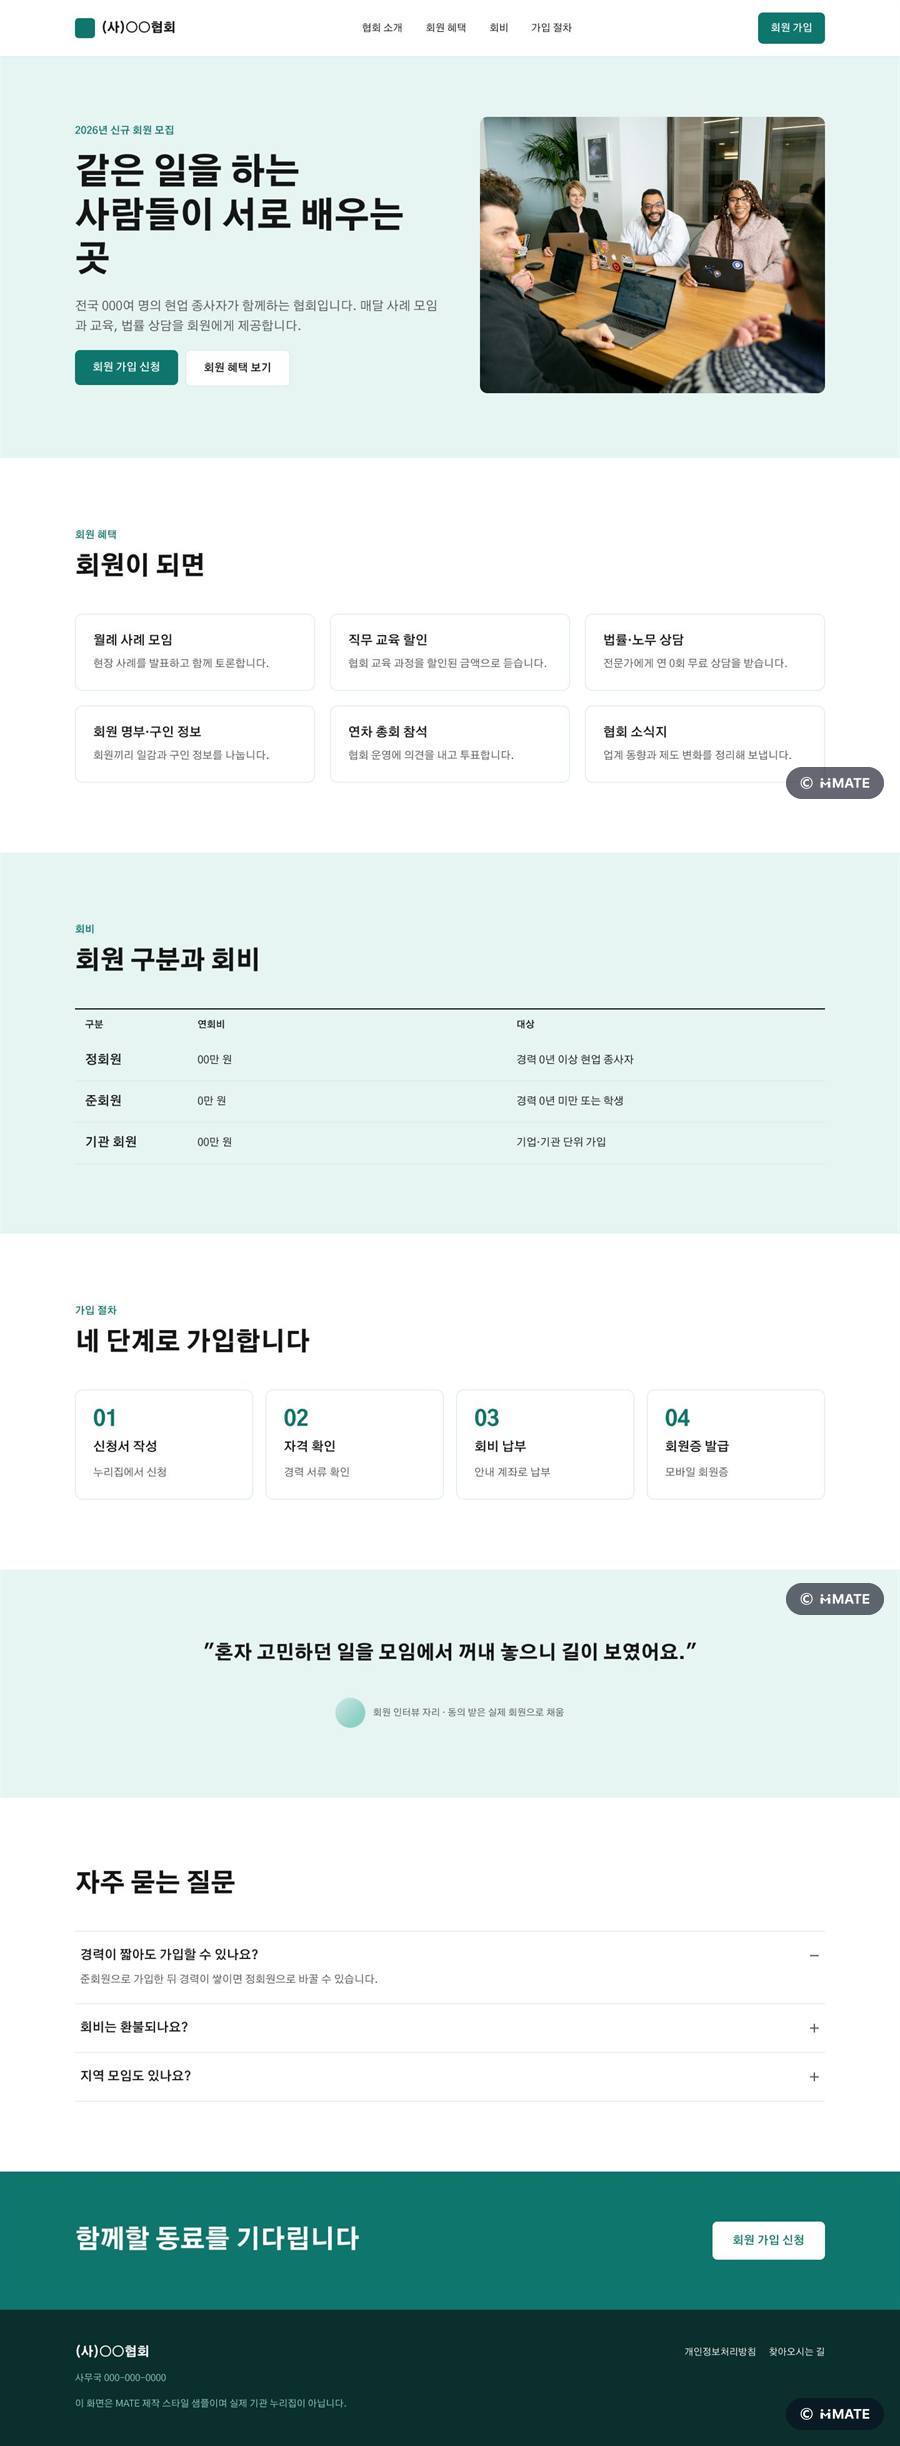 (사)○○협회
협회 소개 회원 혜택 회비 가입 절차
회원 가입
2026년 신규 회원 모집
같은 일을 하는
사람들이 서로 배우는
곳
전국 000여 명의 현업 종사자가 함께하는 협회입니다. 매달 사례 모임
과 교육, 법률 상담을 회원에게 제공합니다.
회원 가입 신청 회원 혜택 보기
회원 혜택
회원이 되면
월례 사례 모임
현장 사례를 발표하고 함께 토론합니다.
직무 교육 할인
협회 교육 과정을 할인된 금액으로 듣습니다.
법률·노무 상담
전문가에게 연 0회 무료 상담을 받습니다.
회원 명부·구인 정보
회원끼리 일감과 구인 정보를 나눕니다.
연차 총회 참석
협회 운영에 의견을 내고 투표합니다.
협회 소식지
업계 동향과 제도 변화를 정리해 보냅니다.
© MATE
회비
회원 구분과 회비
구분 연회비 대상
정회원 00만 원 경력 0년 이상 현업 종사자
준회원 0만 원 경력 0년 미만 또는 학생
기관 회원 00만 원 기업·기관 단위 가입
가입 절차
네 단계로 가입합니다
01
신청서 작성
누리집에서 신청
02
자격 확인
경력 서류 확인
03
회비 납부
안내 계좌로 납부
04
회원증 발급
모바일 회원증
© MATE
"혼자 고민하던 일을 모임에서 꺼내 놓으니 길이 보였어요."
회원 인터뷰 자리 · 동의 받은 실제 회원으로 채움
자주 묻는 질문
경력이 짧아도 가입할 수 있나요? −
준회원으로 가입한 뒤 경력이 쌓이면 정회원으로 바꿀 수 있습니다.
회비는 환불되나요? +
지역 모임도 있나요? +
함께할 동료를 기다립니다
회원 가입 신청
(사)○○협회
개인정보처리방침 찾아오시는 길
사무국 000-000-0000
이 화면은 MATE 제작 스타일 샘플이며 실제 기관 누리집이 아닙니다.
© MATE